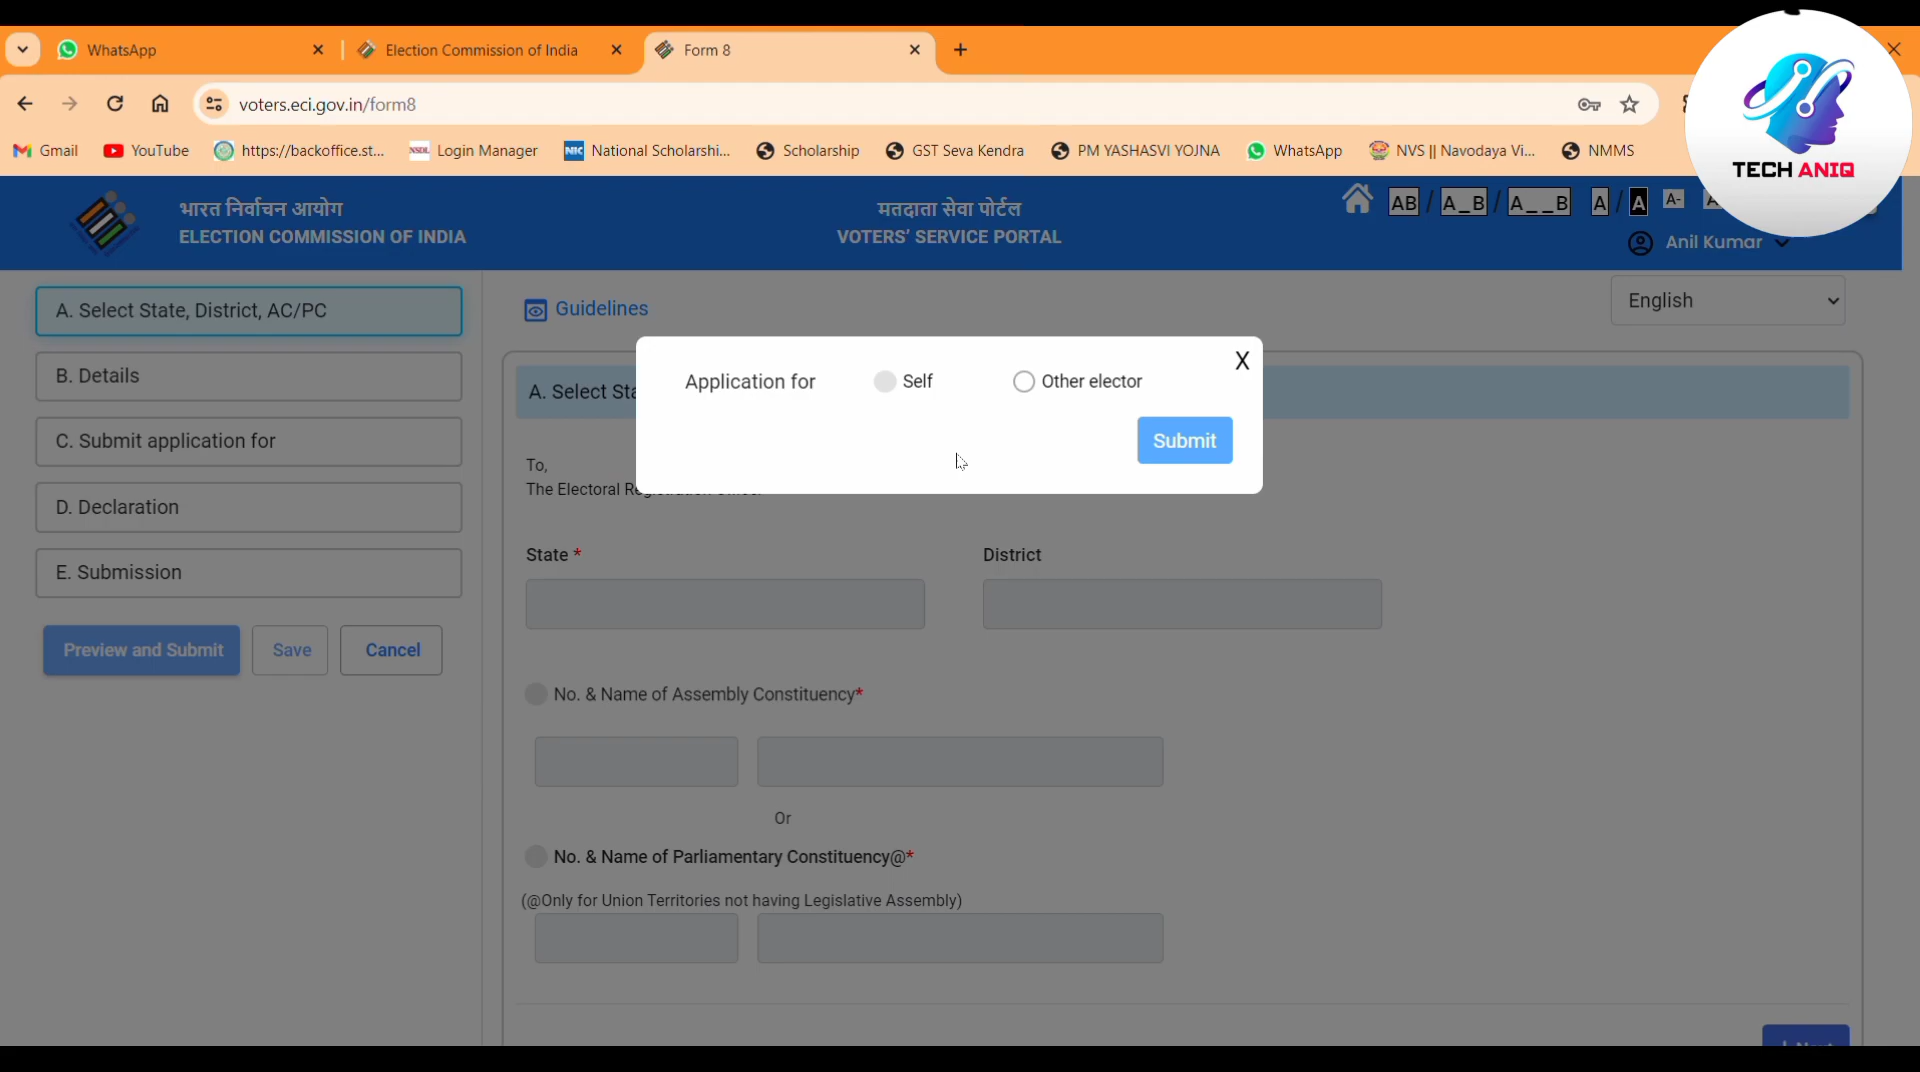 WhatsApp
Election Commission of India
Form 8
voters.eci.gov.in/form8
Gmail
YouTube
https://backoffice.st...
NSDL Login Manager
NIC National Scholarshi...
Scholarship
GST Seva Kendra
PM YASHASVI YOJNA
WhatsApp
NVS || Navodaya Vi...
NMMS
TECH ANIQ
भारत निर्वाचन आयोग
ELECTION COMMISSION OF INDIA
मतदाता सेवा पोर्टल
VOTERS' SERVICE PORTAL
AB / A_B / A__B A / A A-
Anil Kumar
A. Select State, District, AC/PC
B. Details
C. Submit application for
D. Declaration
E. Submission
Preview and Submit
Save
Cancel
Guidelines
English
A. Select Sta
Application for
Self
Other elector
X
Submit
To,
The Electoral Registration Officer
State *
District
No. & Name of Assembly Constituency*
Or
No. & Name of Parliamentary Constituency@*
(@Only for Union Territories not having Legislative Assembly)